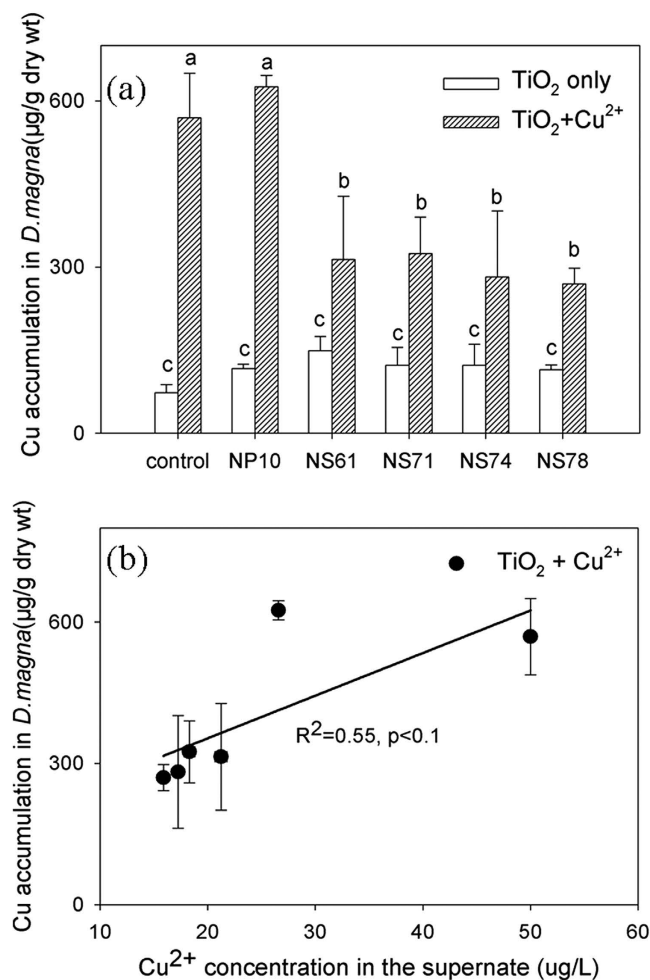 (a)
TiO₂ only
TiO₂+Cu²⁺
Cu accumulation in D.magna(µg/g dry wt)
600
300
0
a
a
b
b
b
b
c
c
c
c
c
c
control NP10 NS61 NS71 NS74 NS78
(b)
TiO₂ + Cu²⁺
Cu accumulation in D.magna(µg/g dry wt)
600
300
0
R²=0.55, p<0.1
10 20 30 40 50 60
Cu²⁺ concentration in the supernate (ug/L)